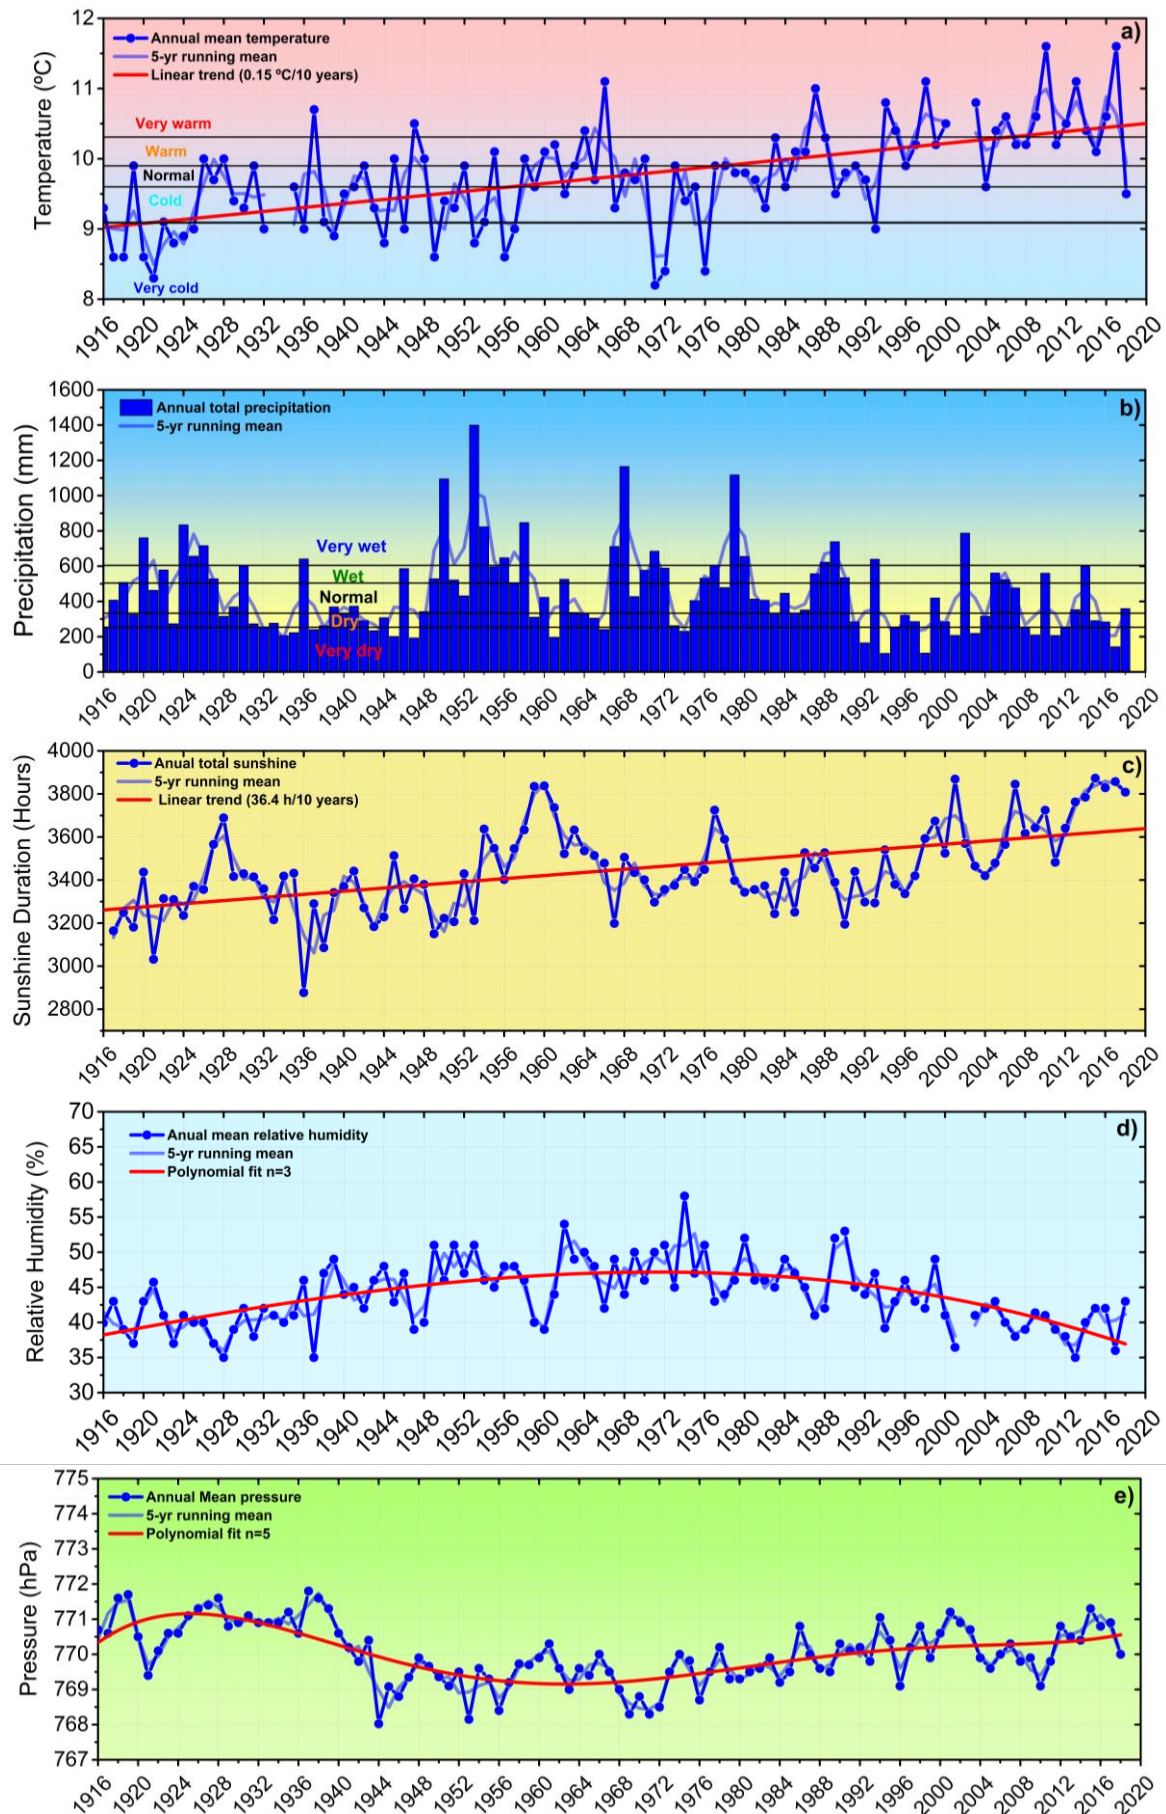 a)
Annual mean temperature
5-yr running mean
Linear trend (0.15 ºC/10 years)
Very warm
Warm
Normal
Cold
Very cold
Temperature (ºC)
12
11
10
9
8
1916 1920 1924 1928 1932 1936 1940 1944 1948 1952 1956 1960 1964 1968 1972 1976 1980 1984 1988 1992 1996 2000 2004 2008 2012 2016 2020
b)
Annual total precipitation
5-yr running mean
Very wet
Wet
Normal
Dry
Very dry
Precipitation (mm)
1600
1400
1200
1000
800
600
400
200
0
1916 1920 1924 1928 1932 1936 1940 1944 1948 1952 1956 1960 1964 1968 1972 1976 1980 1984 1988 1992 1996 2000 2004 2008 2012 2016 2020
c)
Anual total sunshine
5-yr running mean
Linear trend (36.4 h/10 years)
Sunshine Duration (Hours)
4000
3800
3600
3400
3200
3000
2800
1916 1920 1924 1928 1932 1936 1940 1944 1948 1952 1956 1960 1964 1968 1972 1976 1980 1984 1988 1992 1996 2000 2004 2008 2012 2016 2020
d)
Anual mean relative humidity
5-yr running mean
Polynomial fit n=3
Relative Humidity (%)
70
65
60
55
50
45
40
35
30
1916 1920 1924 1928 1932 1936 1940 1944 1948 1952 1956 1960 1964 1968 1972 1976 1980 1984 1988 1992 1996 2000 2004 2008 2012 2016 2020
e)
Annual Mean pressure
5-yr running mean
Polynomial fit n=5
Pressure (hPa)
775
774
773
772
771
770
769
768
767
1916 1920 1924 1928 1932 1936 1940 1944 1948 1952 1956 1960 1964 1968 1972 1976 1980 1984 1988 1992 1996 2000 2004 2008 2012 2016 2020